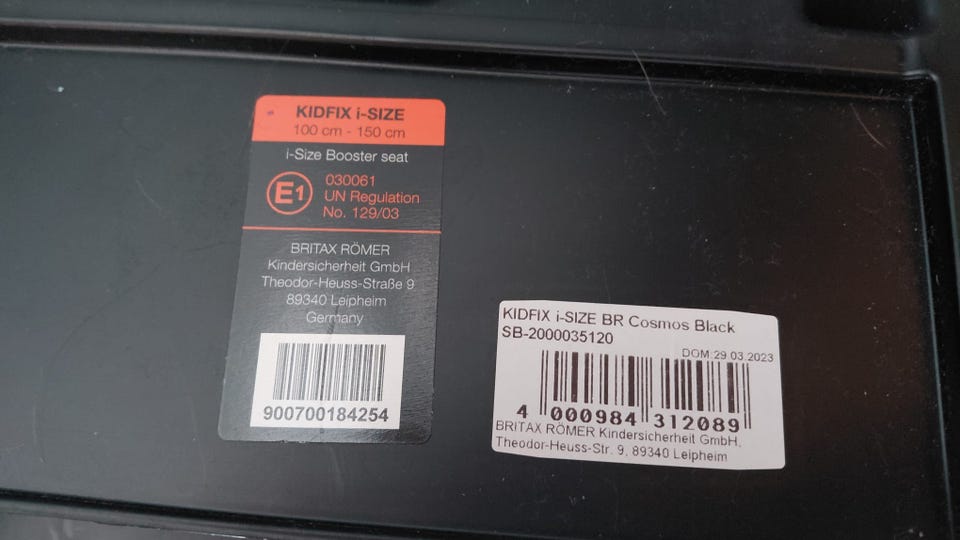 KIDFIX i-SIZE
100 cm - 150 cm
i-Size Booster seat
E1
030061
UN Regulation
No. 129/03
BRITAX RÖMER
Kindersicherheit GmbH
Theodor-Heuss-Straße 9
89340 Leipheim
Germany
900700184254
KIDFIX i-SIZE BR Cosmos Black
SB-2000035120
DOM:29.03.2023
4 000984 312089
BRITAX RÖMER Kindersicherheit GmbH,
Theodor-Heuss-Str. 9, 89340 Leipheim